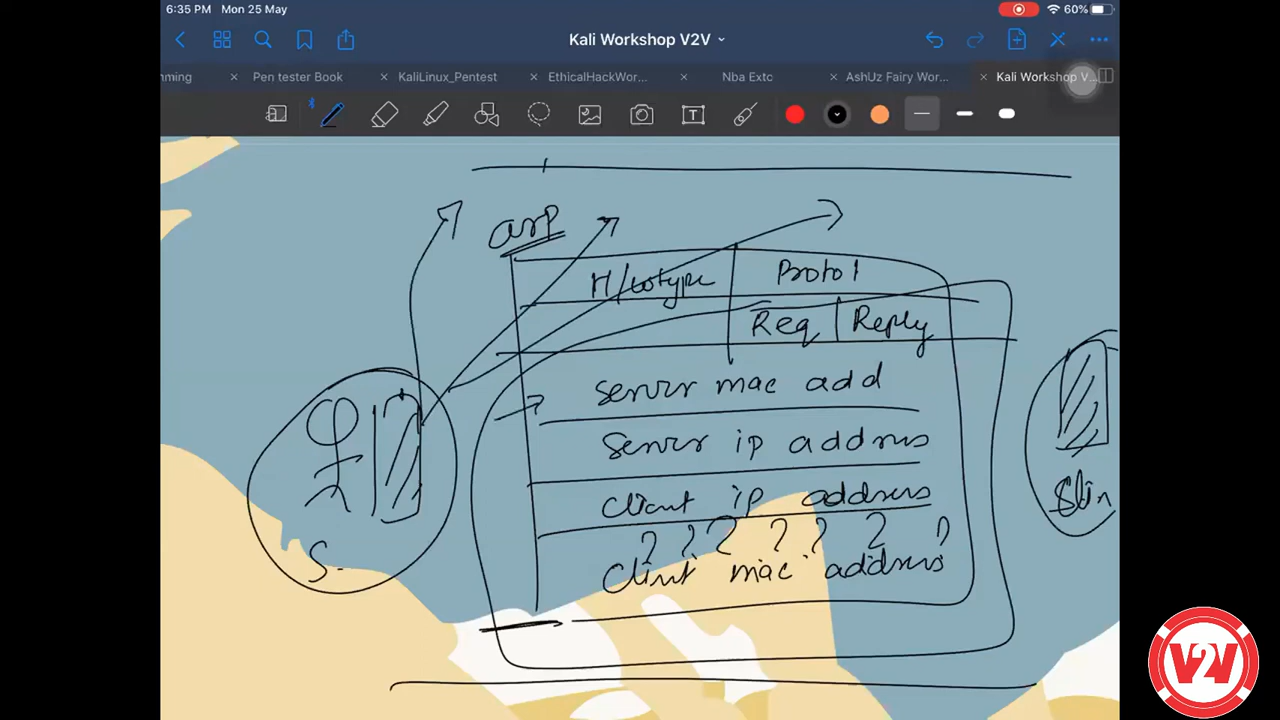 6:35 PM Mon 25 May
60%
Kali Workshop V2V
mming
Pen tester Book
KaliLinux_Pentest
EthicalHackWor...
Nba Extc
AshUz Fairy Wor...
Kali Workshop V...
T
arp
Req Reply
server mac add
server ip address
client ip address
? ? ? ? ? ? ?
client mac address
S
V2V